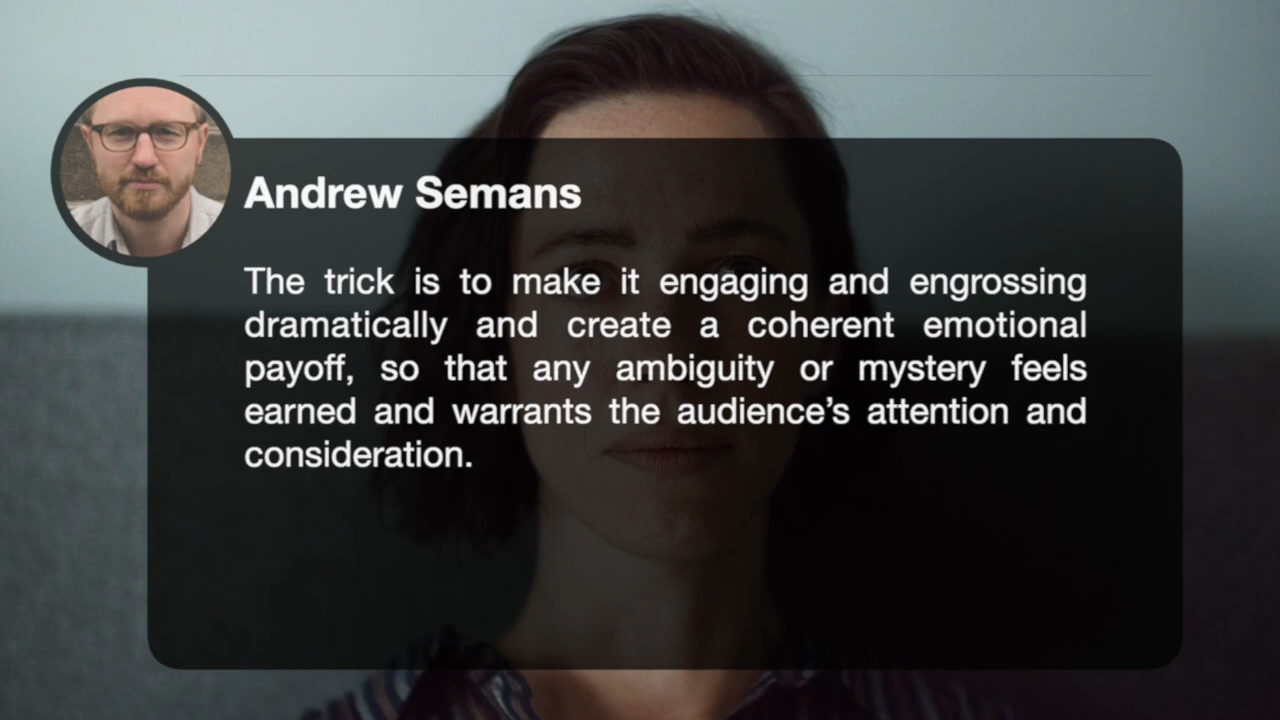 Andrew Semans
The trick is to make it engaging and engrossing
dramatically and create a coherent emotional
payoff, so that any ambiguity or mystery feels
earned and warrants the audience’s attention and
consideration.